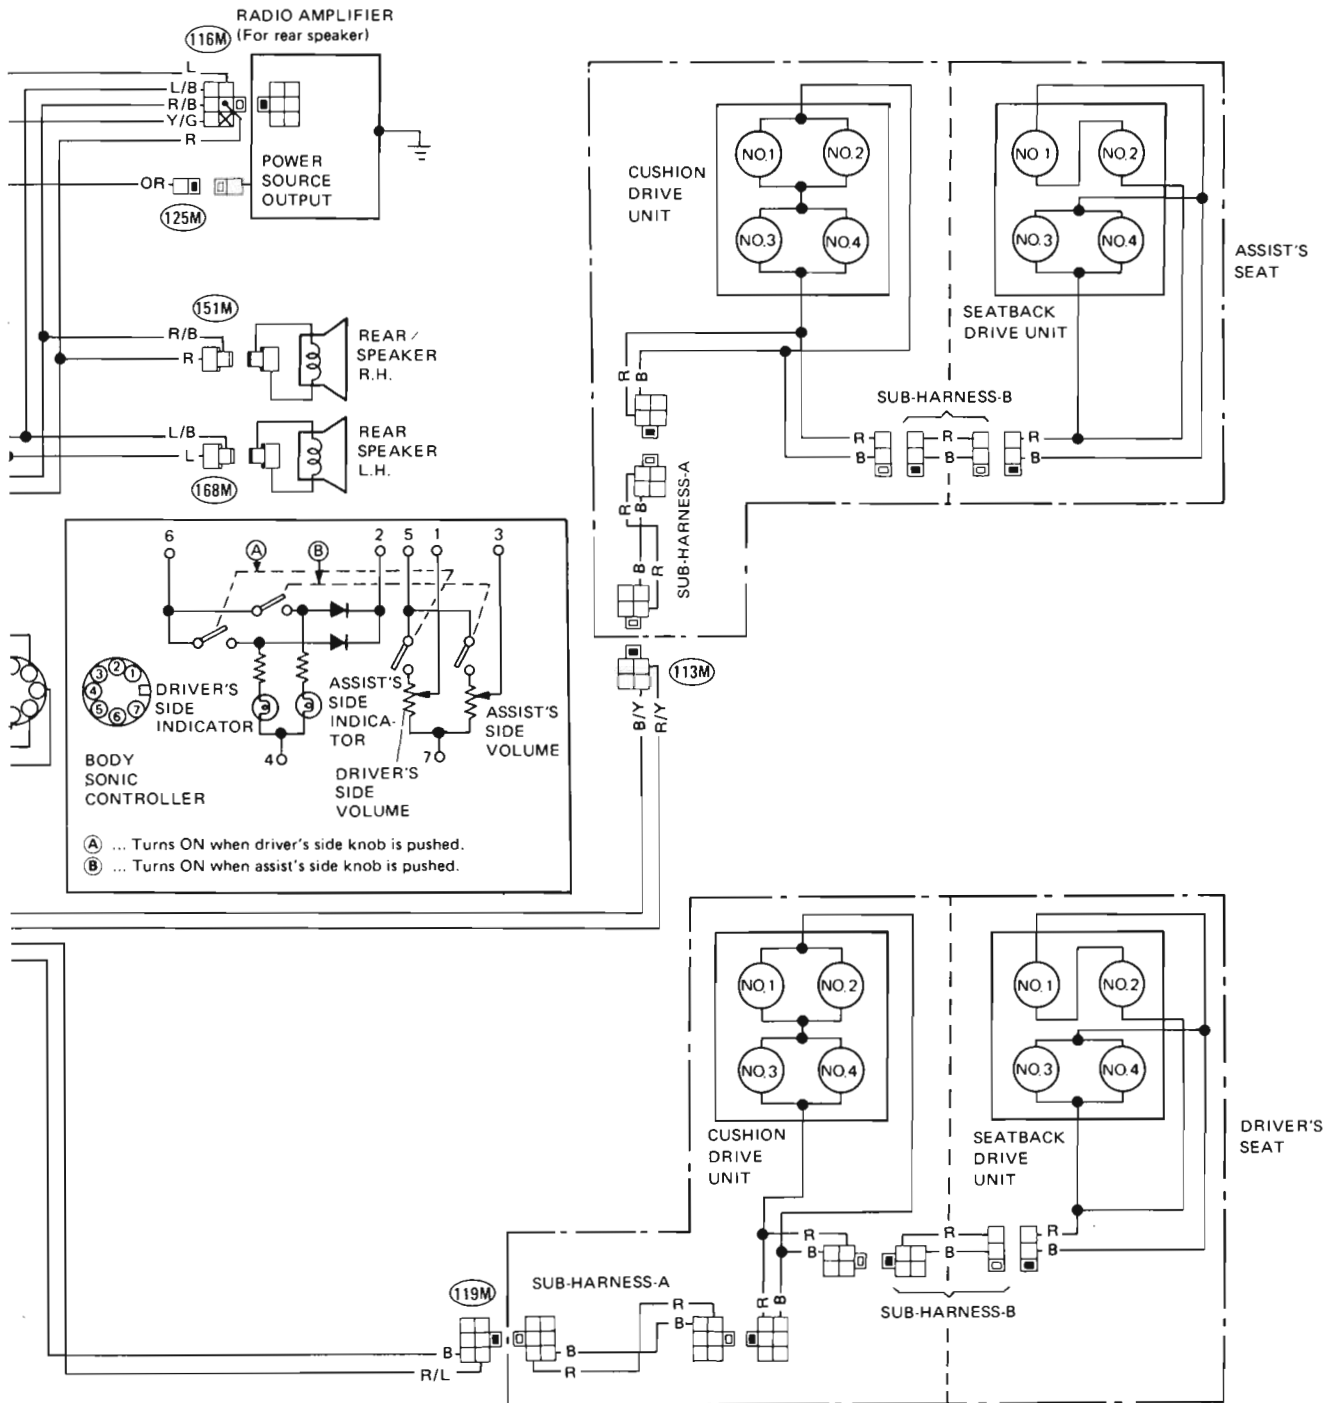 RADIO AMPLIFIER
(For rear speaker)
116M
L
L/B
R/B
Y/G
R
POWER
SOURCE
OUTPUT
OR
125M
151M
R/B
R
REAR
SPEAKER
R.H.
L/B
L
REAR
SPEAKER
L.H.
168M
CUSHION
DRIVE
UNIT
NO.1
NO.2
NO.3
NO.4
NO 1
NO.2
NO.3
NO.4
SEATBACK
DRIVE UNIT
ASSIST'S
SEAT
R
B
SUB-HARNESS-B
R
B
R
B
R
B
SUB-HARNESS-A
R
B
B
R
113M
B/Y
R/Y
6
A
B
2
5
1
3
3
2
1
4
5
6
7
DRIVER'S
SIDE
INDICATOR
ASSIST'S
SIDE
INDICA-
TOR
ASSIST'S
SIDE
VOLUME
4
7
DRIVER'S
SIDE
VOLUME
BODY
SONIC
CONTROLLER
A ... Turns ON when driver's side knob is pushed.
B ... Turns ON when assist's side knob is pushed.
NO.1
NO.2
NO.3
NO.4
CUSHION
DRIVE
UNIT
NO.1
NO.2
NO.3
NO.4
SEATBACK
DRIVE
UNIT
DRIVER'S
SEAT
R
B
R
B
R
B
SUB-HARNESS-B
R
B
SUB-HARNESS-A
R
B
119M
B
R/L
B
R